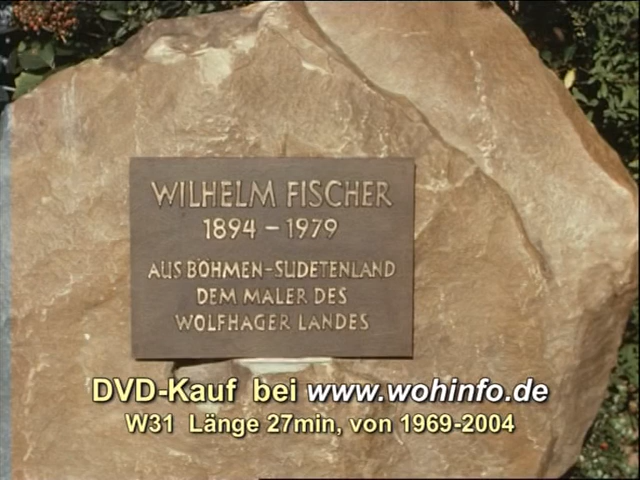 WILHELM FISCHER
1894 – 1979
AUS BÖHMEN-SUDETENLAND
DEM MALER DES
WOLFHAGER LANDES
DVD-Kauf bei www.wohinfo.de
W31 Länge 27min, von 1969-2004